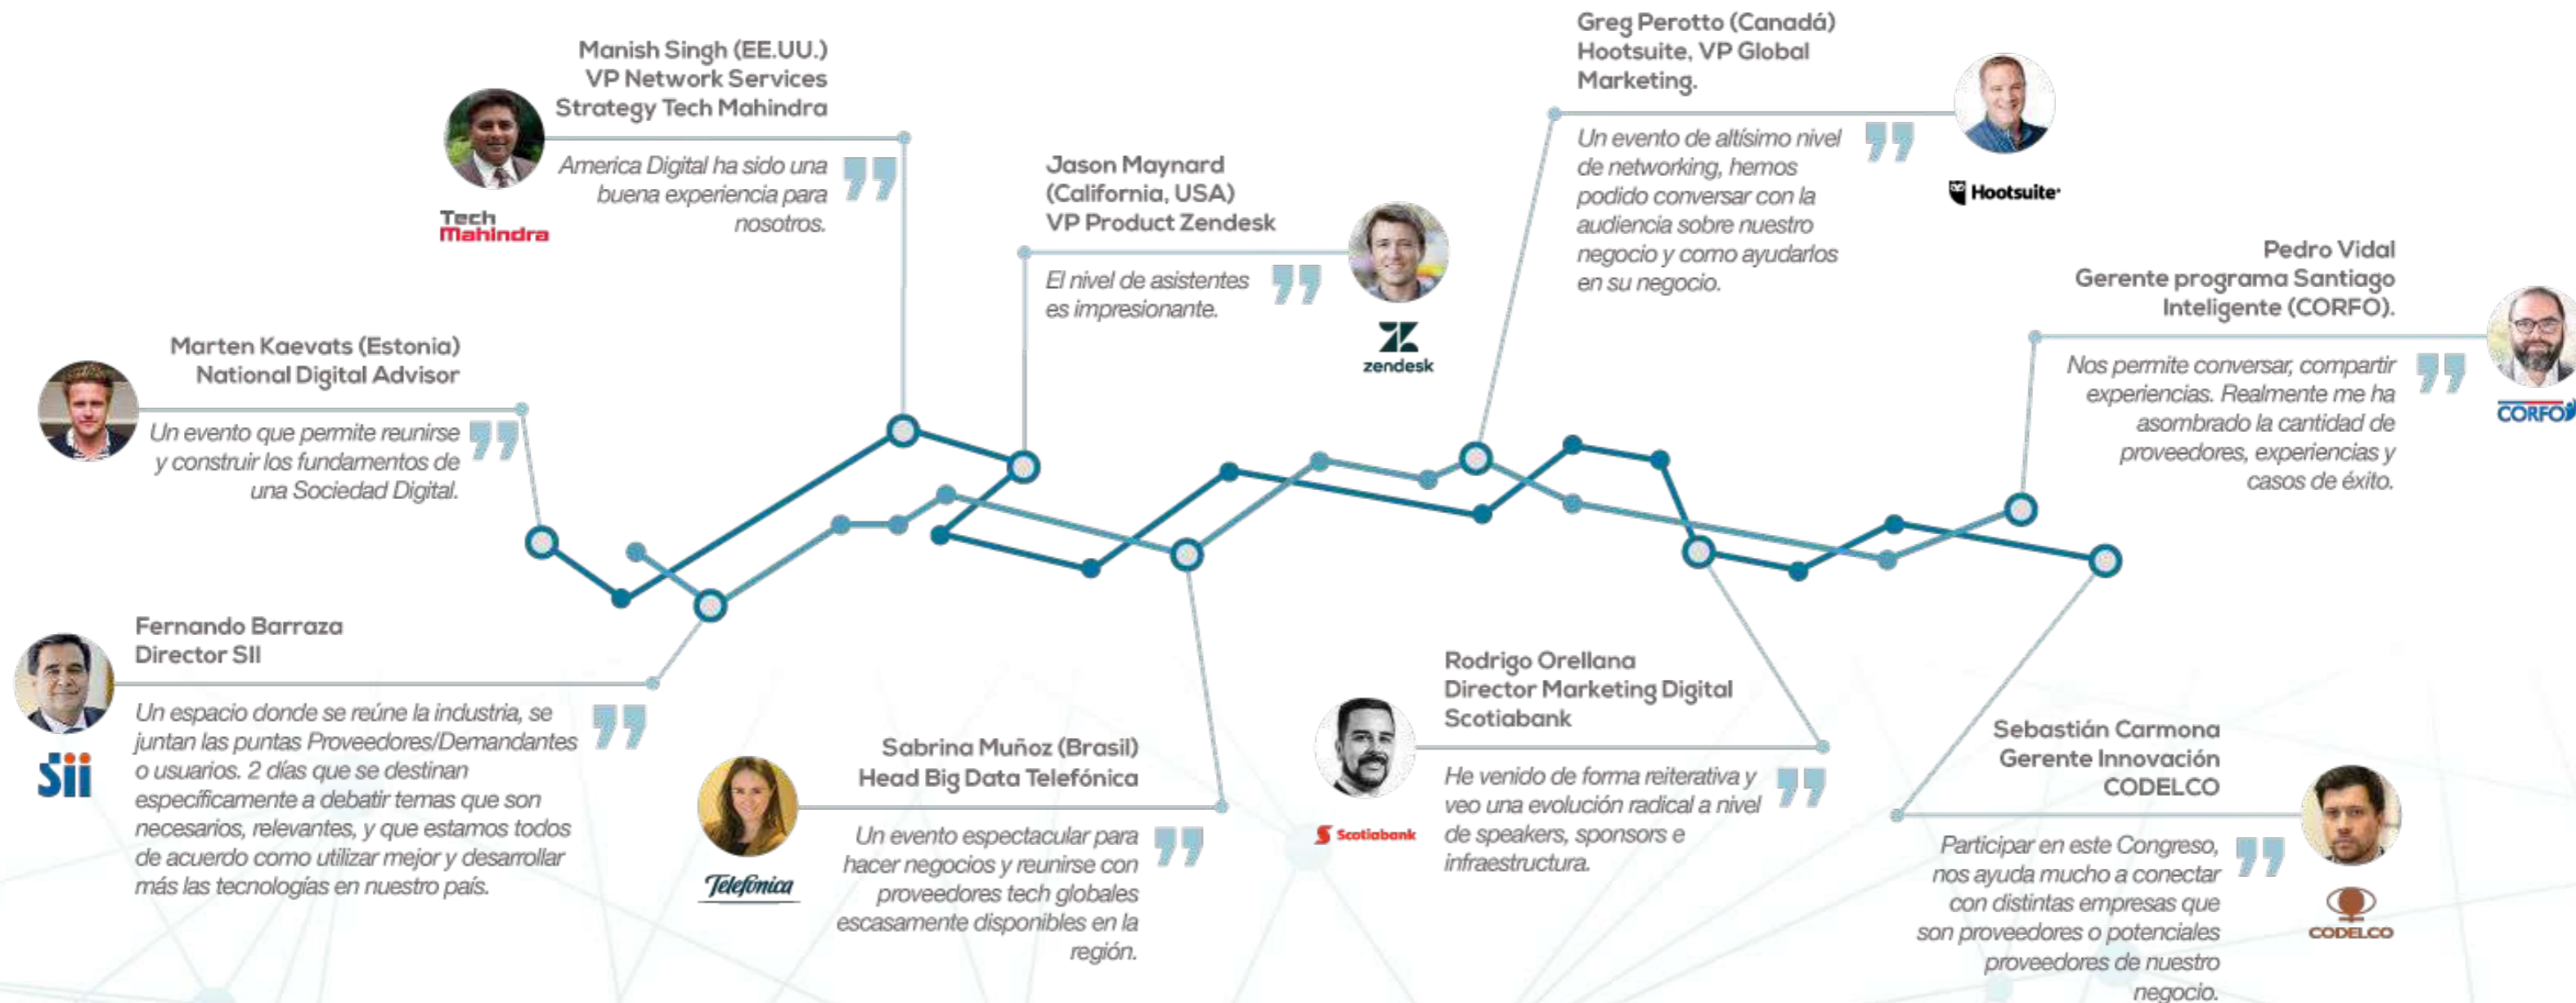 Manish Singh (EE.UU.)
VP Network Services
Strategy Tech Mahindra
America Digital ha sido una
buena experiencia para
nosotros.
Tech
Mahindra
Jason Maynard
(California, USA)
VP Product Zendesk
El nivel de asistentes
es impresionante.
zendesk
Greg Perotto (Canadá)
Hootsuite, VP Global
Marketing.
Un evento de altísimo nivel
de networking, hemos
podido conversar con la
audiencia sobre nuestro
negocio y como ayudarlos
en su negocio.
Hootsuite
Pedro Vidal
Gerente programa Santiago
Inteligente (CORFO).
Nos permite conversar, compartir
experiencias. Realmente me ha
asombrado la cantidad de
proveedores, experiencias y
casos de éxito.
CORFO
Marten Kaevats (Estonia)
National Digital Advisor
Un evento que permite reunirse
y construir los fundamentos de
una Sociedad Digital.
Fernando Barraza
Director SII
Un espacio donde se reúne la industria, se
juntan las puntas Proveedores/Demandantes
o usuarios. 2 días que se destinan
específicamente a debatir temas que son
necesarios, relevantes, y que estamos todos
de acuerdo como utilizar mejor y desarrollar
más las tecnologías en nuestro país.
Sii
Sabrina Muñoz (Brasil)
Head Big Data Telefónica
Un evento espectacular para
hacer negocios y reunirse con
proveedores tech globales
escasamente disponibles en la
región.
Telefónica
Rodrigo Orellana
Director Marketing Digital
Scotiabank
He venido de forma reiterativa y
veo una evolución radical a nivel
de speakers, sponsors e
infraestructura.
Scotiabank
Sebastián Carmona
Gerente Innovación
CODELCO
Participar en este Congreso,
nos ayuda mucho a conectar
con distintas empresas que
son proveedores o potenciales
proveedores de nuestro
negocio.
CODELCO